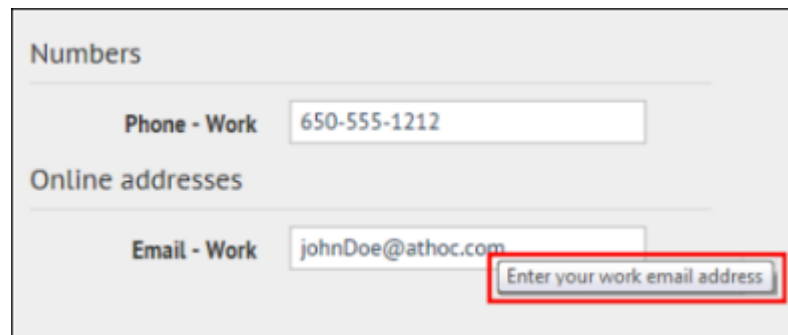 Numbers
Phone - Work 650-555-1212
Online addresses
Email - Work johnDoe@athoc.com
Enter your work email address